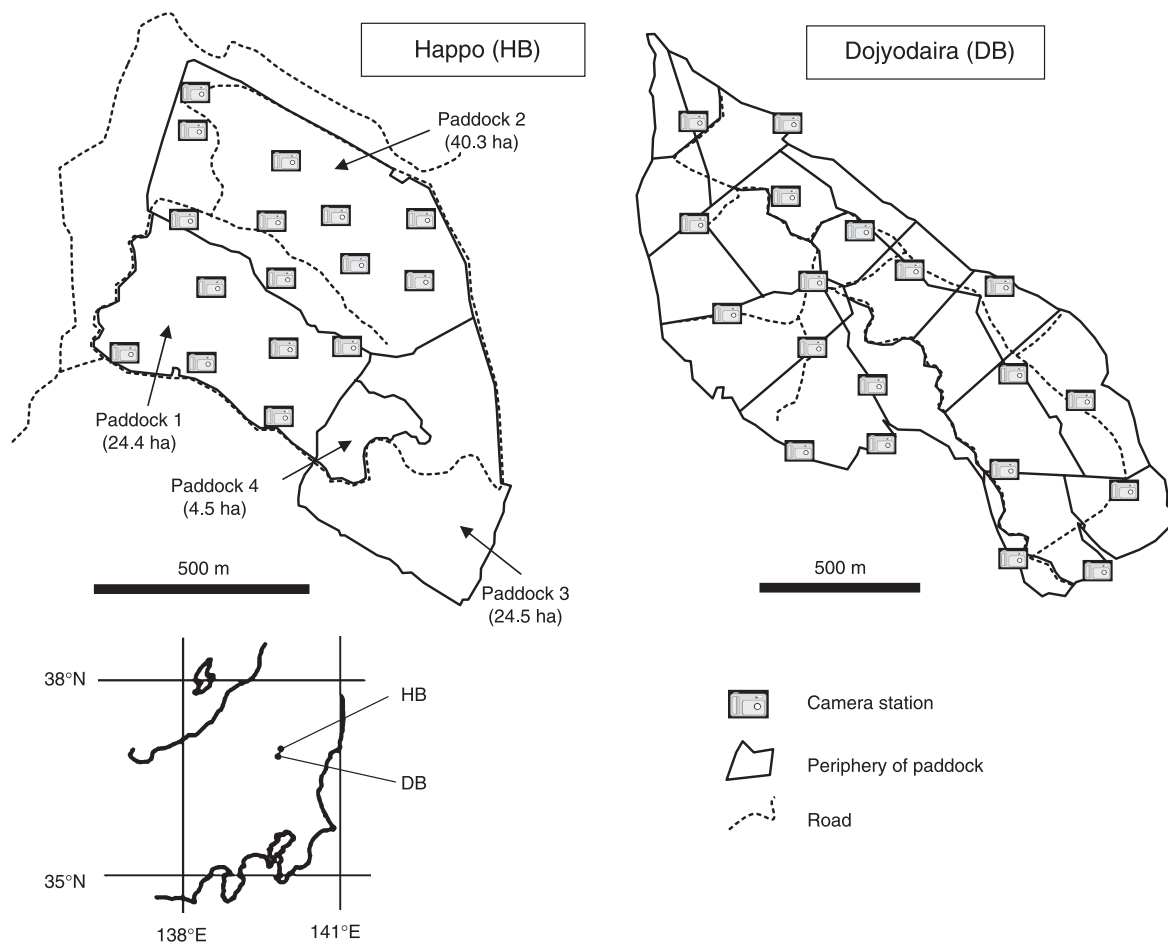 Happo (HB)
Dojyodaira (DB)
Paddock 2
(40.3 ha)
Paddock 1
(24.4 ha)
Paddock 4
(4.5 ha)
500 m
Paddock 3
(24.5 ha)
500 m
38°N
HB
DB
35°N
138°E
141°E
Camera station
Periphery of paddock
Road